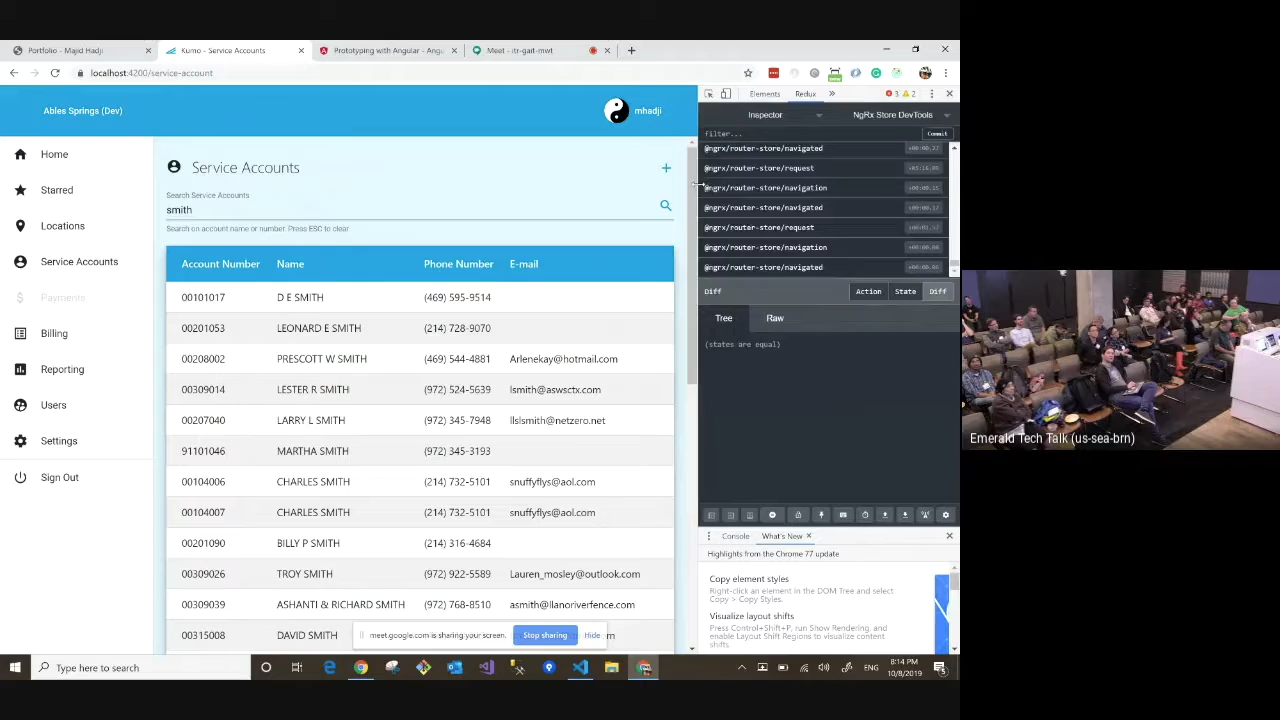 Portfolio - Majid Hadji
Kumo - Service Accounts
Prototyping with Angular - Angu
Meet - itr-gait-mwt
localhost:4200/service-account
Ables Springs (Dev)
mhadji
Home
Starred
Locations
Service Accounts
Payments
Billing
Reporting
Users
Settings
Sign Out
Service Accounts
Search Service Accounts
smith
Search on account name or number. Press ESC to clear
Account Number Name Phone Number E-mail
00101017 D E SMITH (469) 595-9514
00201053 LEONARD E SMITH (214) 728-9070
00208002 PRESCOTT W SMITH (469) 544-4881 Arlenekay@hotmail.com
00309014 LESTER R SMITH (972) 524-5639 lsmith@aswsctx.com
00207040 LARRY L SMITH (972) 345-7948 llslsmith@netzero.net
91101046 MARTHA SMITH (972) 345-3193
00104006 CHARLES SMITH (214) 732-5101 snuffyflys@aol.com
00104007 CHARLES SMITH (214) 732-5101 snuffyflys@aol.com
00201090 BILLY P SMITH (214) 316-4684
00309026 TROY SMITH (972) 922-5589 Lauren_mosley@outlook.com
00309039 ASHANTI & RICHARD SMITH (972) 768-8510 asmith@llanoriverfence.com
00315008 DAVID SMITH
meet.google.com is sharing your screen. Stop sharing Hide
Elements Redux 3 2
Inspector NgRx Store DevTools
filter... Commit
@ngrx/router-store/navigated
@ngrx/router-store/request
@ngrx/router-store/navigation
@ngrx/router-store/navigated
@ngrx/router-store/request
@ngrx/router-store/navigation
@ngrx/router-store/navigated
Diff Action State Diff
Tree Raw
(states are equal)
Console What's New
Highlights from the Chrome 77 update
Copy element styles
Right-click an element in the DOM Tree and select
Copy > Copy Styles.
Visualize layout shifts
Press Control+Shift+P, run Show Rendering, and
enable Layout Shift Regions to visualize content
shifts.
Type here to search
ENG
8:14 PM
10/8/2019
5
Emerald Tech Talk (us-sea-brn)